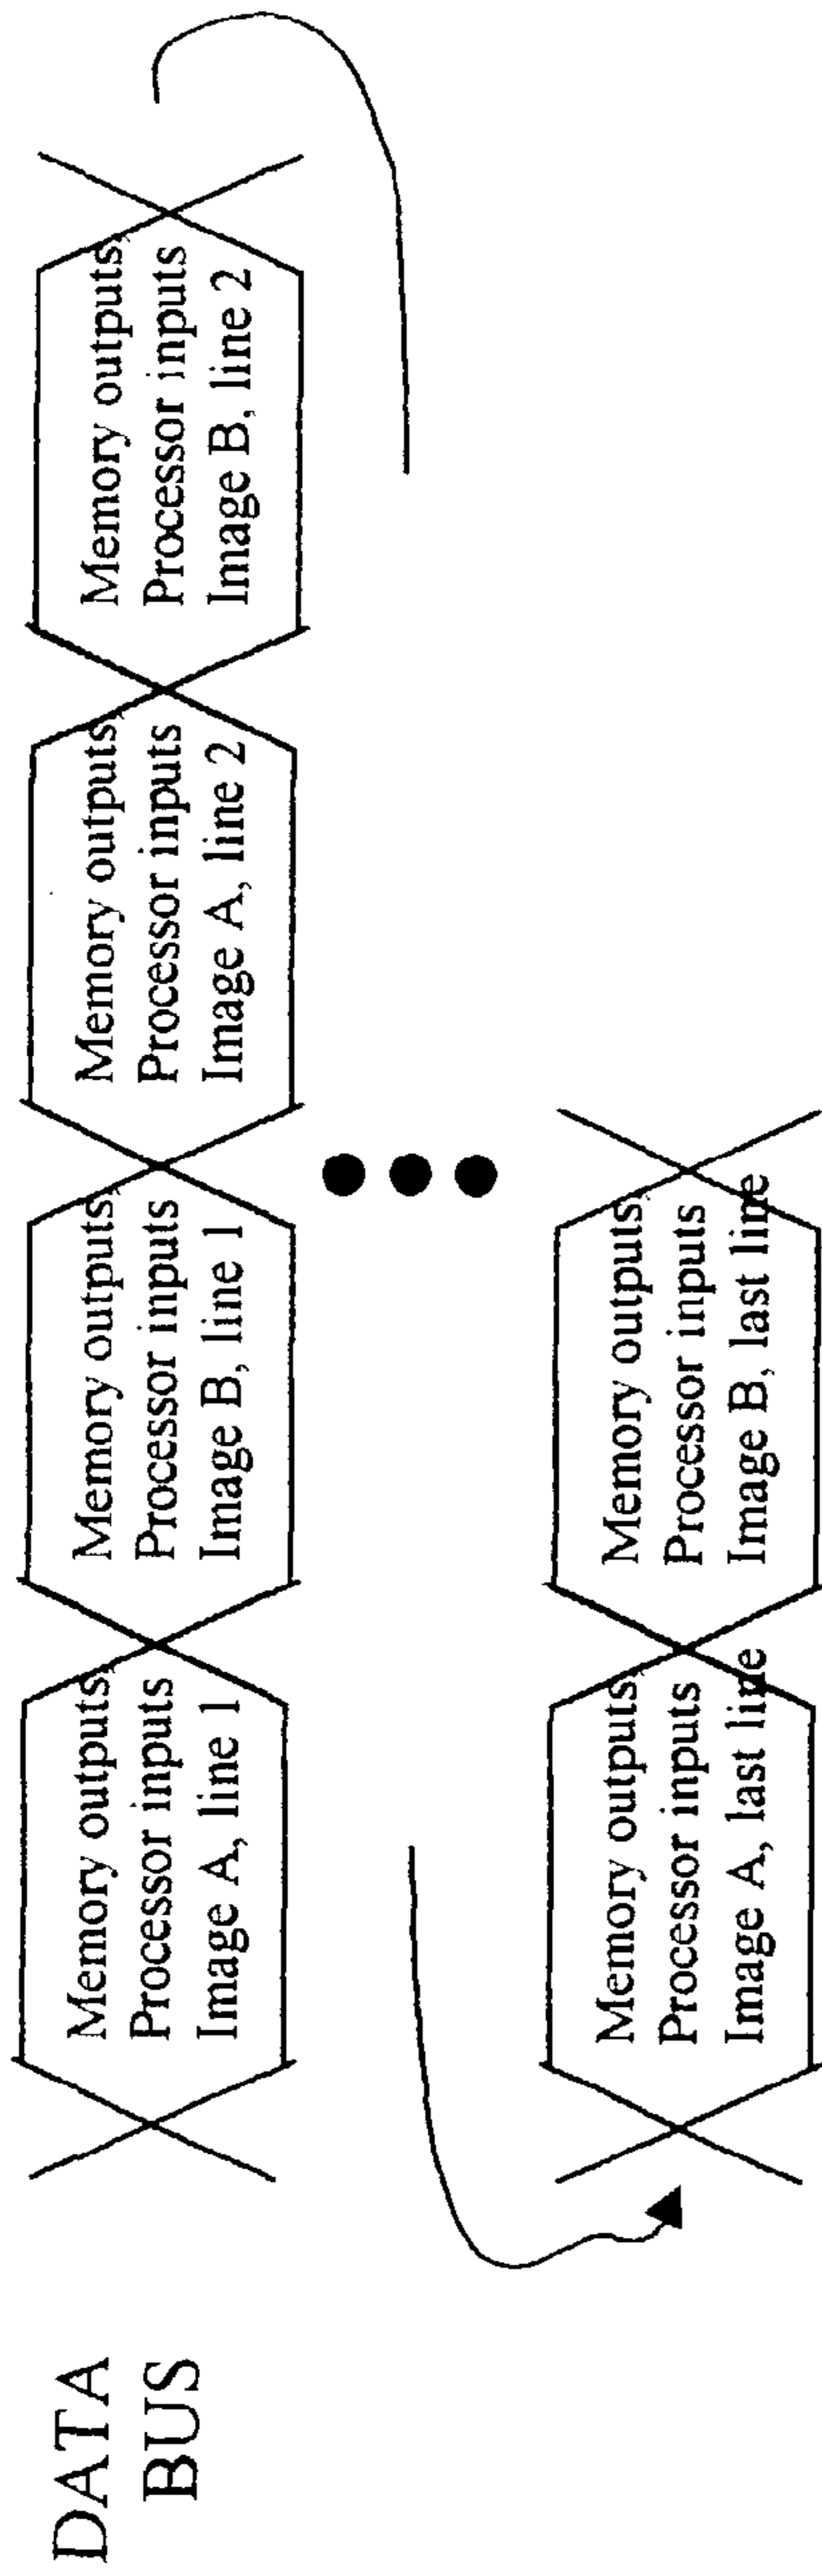 DATA
BUS
Memory outputs,
Processor inputs
Image A, line 1
Memory outputs,
Processor inputs
Image B, line 1
Memory outputs,
Processor inputs
Image A, line 2
Memory outputs,
Processor inputs
Image B, line 2
Memory outputs,
Processor inputs
Image A, last line
Memory outputs,
Processor inputs
Image B, last line